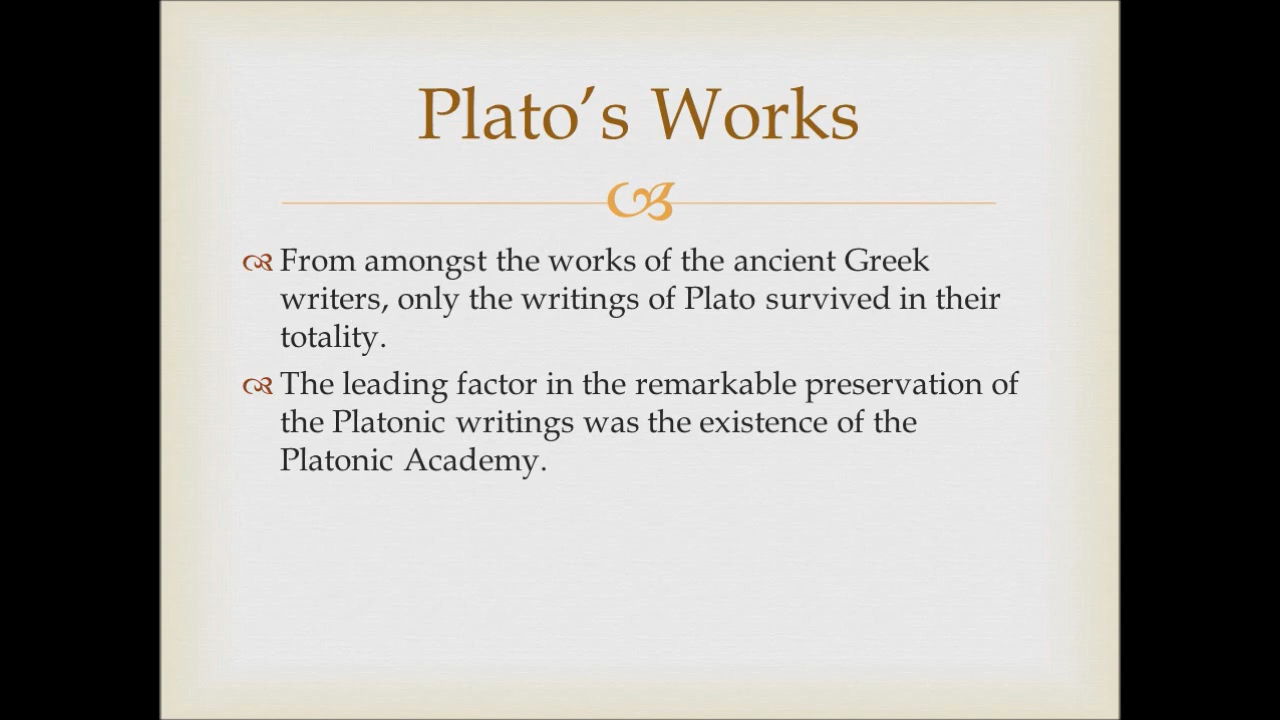 Plato’s Works
From amongst the works of the ancient Greek
writers, only the writings of Plato survived in their
totality.
The leading factor in the remarkable preservation of
the Platonic writings was the existence of the
Platonic Academy.